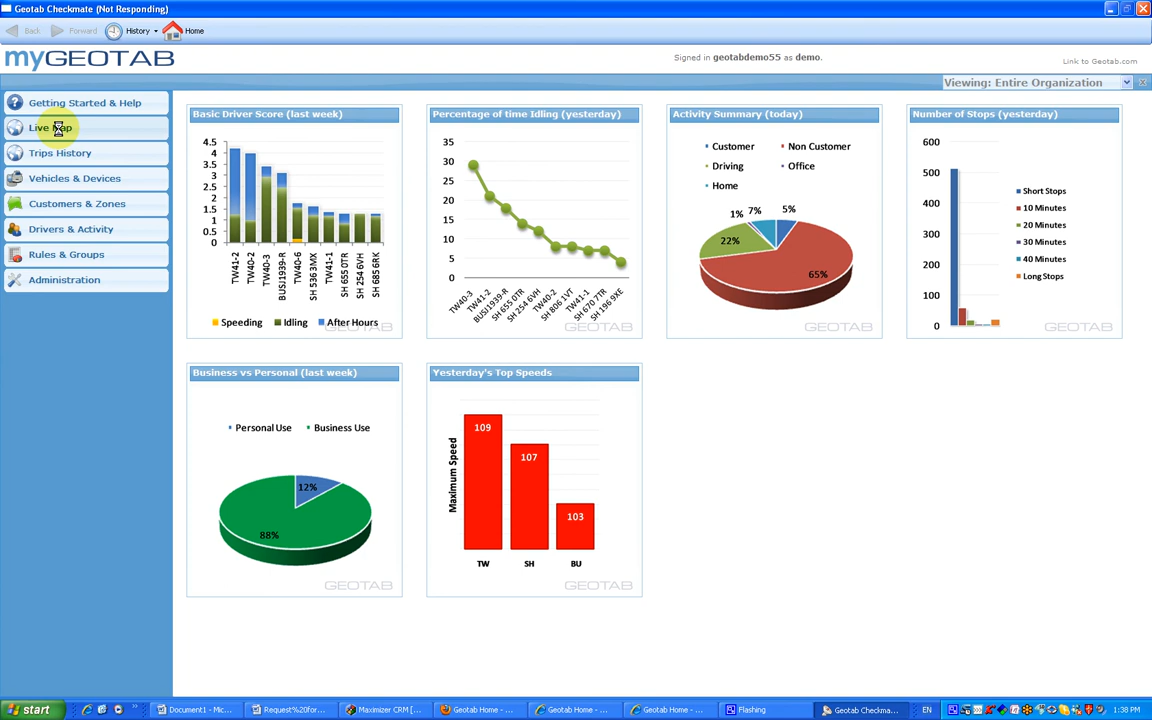 Geotab Checkmate (Not Responding)
Back Forward History Home
myGEOTAB
Signed in geotabdemo55 as demo.
Link to Geotab.com
Viewing: Entire Organization
Getting Started & Help
Live Map
Trips History
Vehicles & Devices
Customers & Zones
Drivers & Activity
Rules & Groups
Administration
Basic Driver Score (last week)
4.5
4
3.5
3
2.5
2
1.5
1
0.5
0
TW41-2
TW40-2
TW40-3
BUSJ1939-R
TW40-6
SH 536 3MX
TW41-1
SH 655 0TR
SH 254 6VH
SH 685 6RK
Speeding Idling After Hours
GEOTAB
Percentage of time Idling (yesterday)
35
30
25
20
15
10
5
0
TW40-3
TW41-2
BUSJ1939-R
SH 655 0TR
SH 254 6VH
TW40-2
SH 806 1VT
TW41-1
SH 670 7TR
SH 196 9XE
GEOTAB
Activity Summary (today)
Customer Non Customer
Driving Office
Home
1% 7% 5%
22%
65%
GEOTAB
Number of Stops (yesterday)
600
500
400
300
200
100
0
Short Stops
10 Minutes
20 Minutes
30 Minutes
40 Minutes
Long Stops
GEOTAB
Business vs Personal (last week)
Personal Use Business Use
12%
88%
GEOTAB
Yesterday's Top Speeds
Maximum Speed
109
107
103
TW SH BU
GEOTAB
start
Document1 - Mic...
Request%20for...
Maximizer CRM [...
Geotab Home - ...
Geotab Home - ...
Geotab Home - ...
Flashing
Geotab Checkma...
EN
1:38 PM